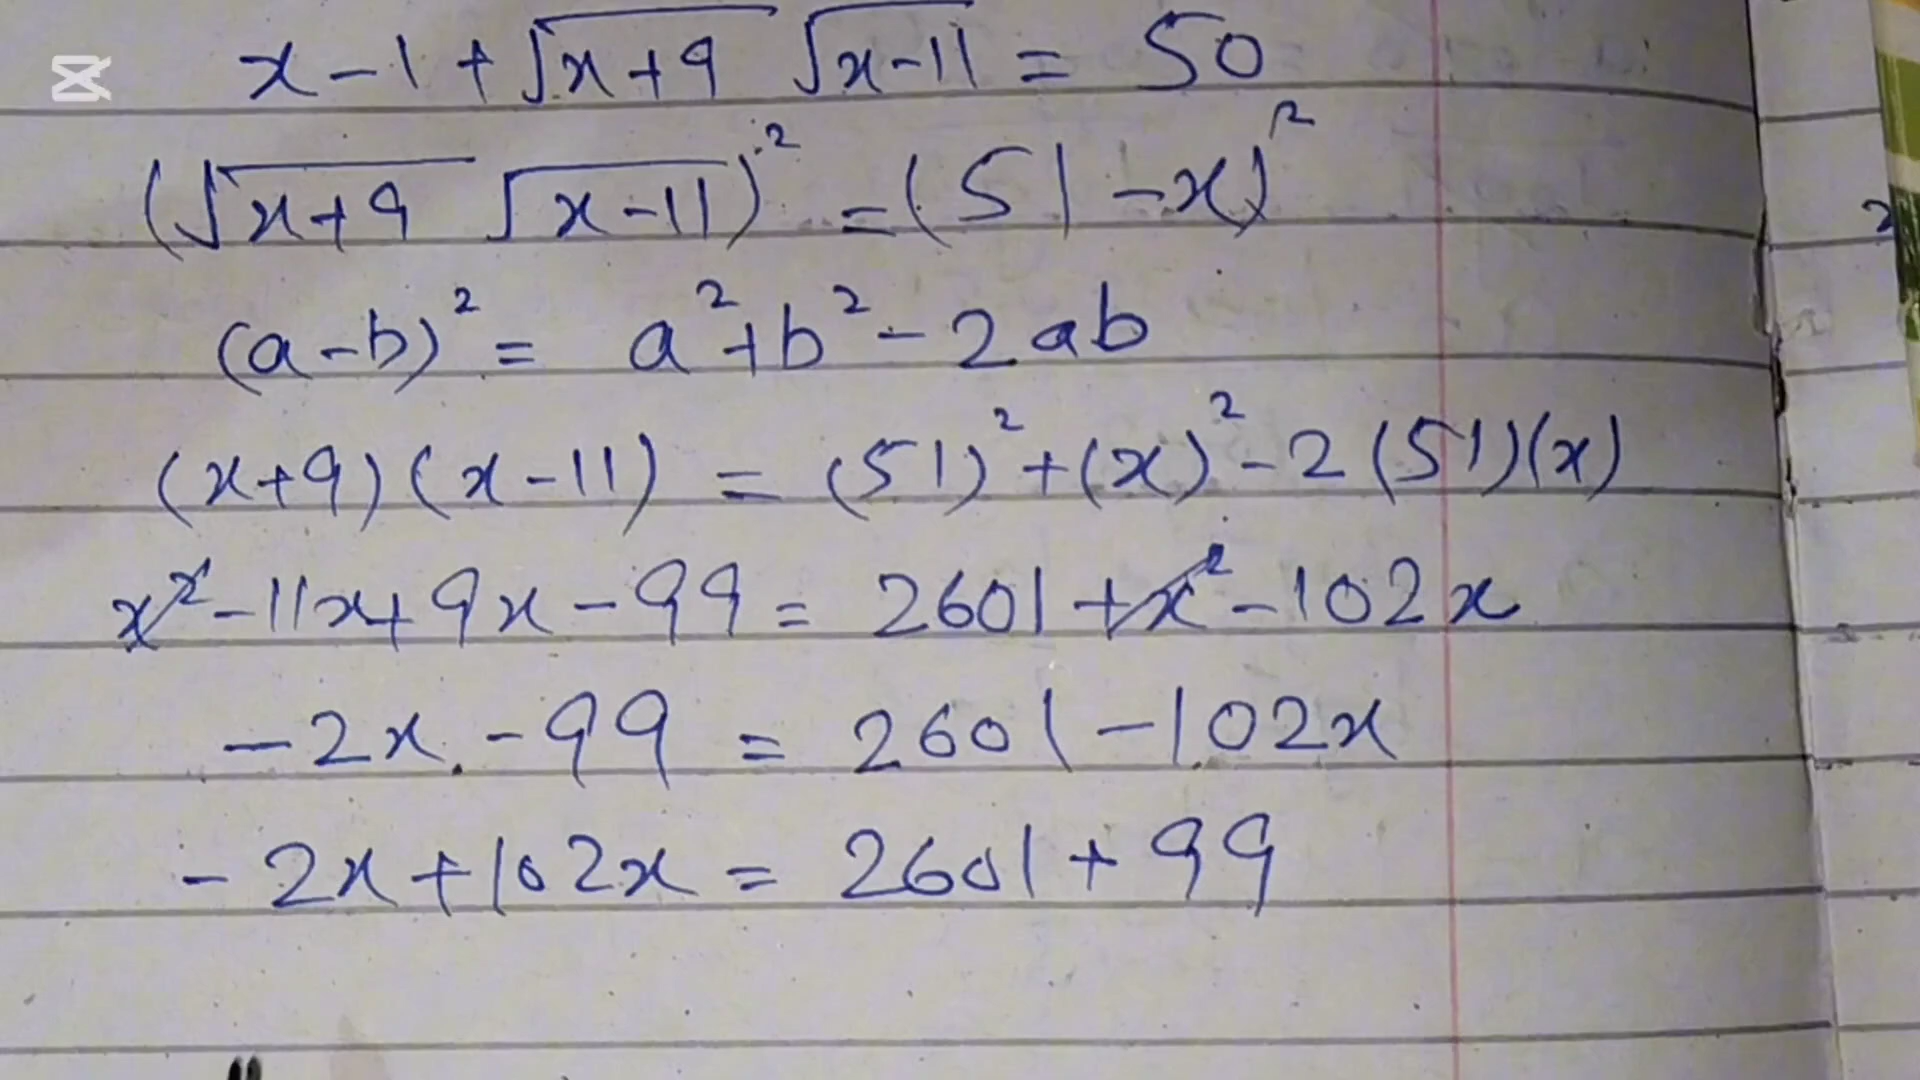 x-1+√x+9 √x-11 = 50
(√x+9 √x-11)² = (51-x)²
(a-b)² = a²+b²-2ab
(x+9)(x-11) = (51)²+(x)²-2(51)(x)
x²-11x+9x-99 = 2601+x²-102x
-2x-99 = 2601-102x
-2x+102x = 2601+99